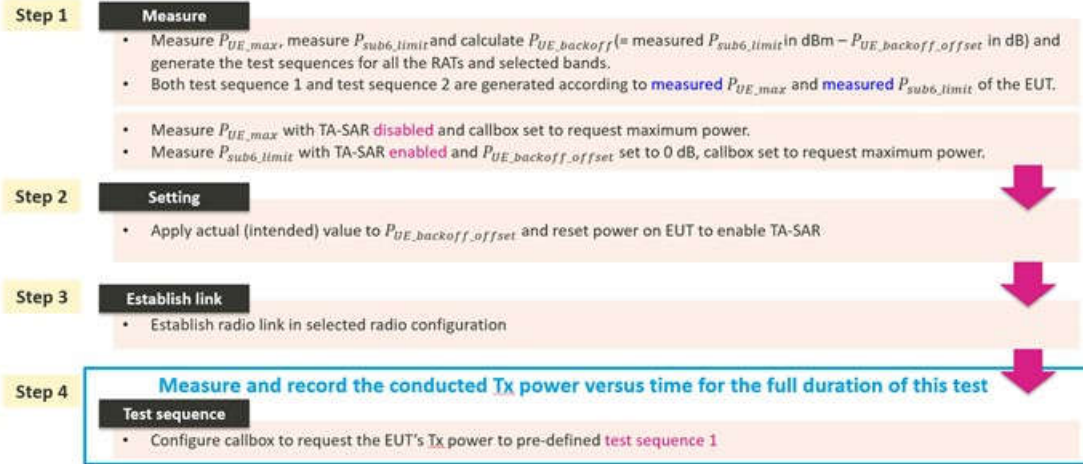 Step 1
Measure
• Measure P_UE_max, measure P_sub6_limit and calculate P_UE_backoff(= measured P_sub6_limit in dBm – P_UE_backoff_offset in dB) and
generate the test sequences for all the RATs and selected bands.
• Both test sequence 1 and test sequence 2 are generated according to measured P_UE_max and measured P_sub6_limit of the EUT.
• Measure P_UE_max with TA-SAR disabled and callbox set to request maximum power.
• Measure P_sub6_limit with TA-SAR enabled and P_UE_backoff_offset set to 0 dB, callbox set to request maximum power.
Step 2
Setting
• Apply actual (intended) value to P_UE_backoff_offset and reset power on EUT to enable TA-SAR
Step 3
Establish link
• Establish radio link in selected radio configuration
Step 4
Measure and record the conducted Tx power versus time for the full duration of this test
Test sequence
• Configure callbox to request the EUT's Tx power to pre-defined test sequence 1